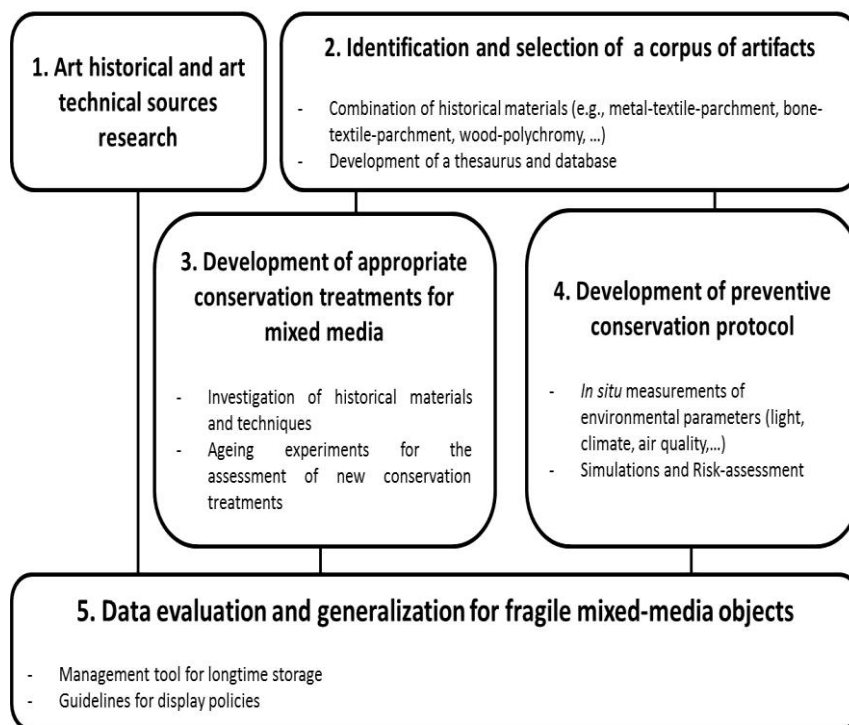 1. Art historical and art
technical sources
research
2. Identification and selection of a corpus of artifacts
- Combination of historical materials (e.g., metal-textile-parchment, bone-
textile-parchment, wood-polychromy, ...)
- Development of a thesaurus and database
3. Development of appropriate
conservation treatments for
mixed media
- Investigation of historical materials
and techniques
- Ageing experiments for the
assessment of new conservation
treatments
4. Development of preventive
conservation protocol
- In situ measurements of
environmental parameters (light,
climate, air quality,...)
- Simulations and Risk-assessment
5. Data evaluation and generalization for fragile mixed-media objects
- Management tool for longtime storage
- Guidelines for display policies